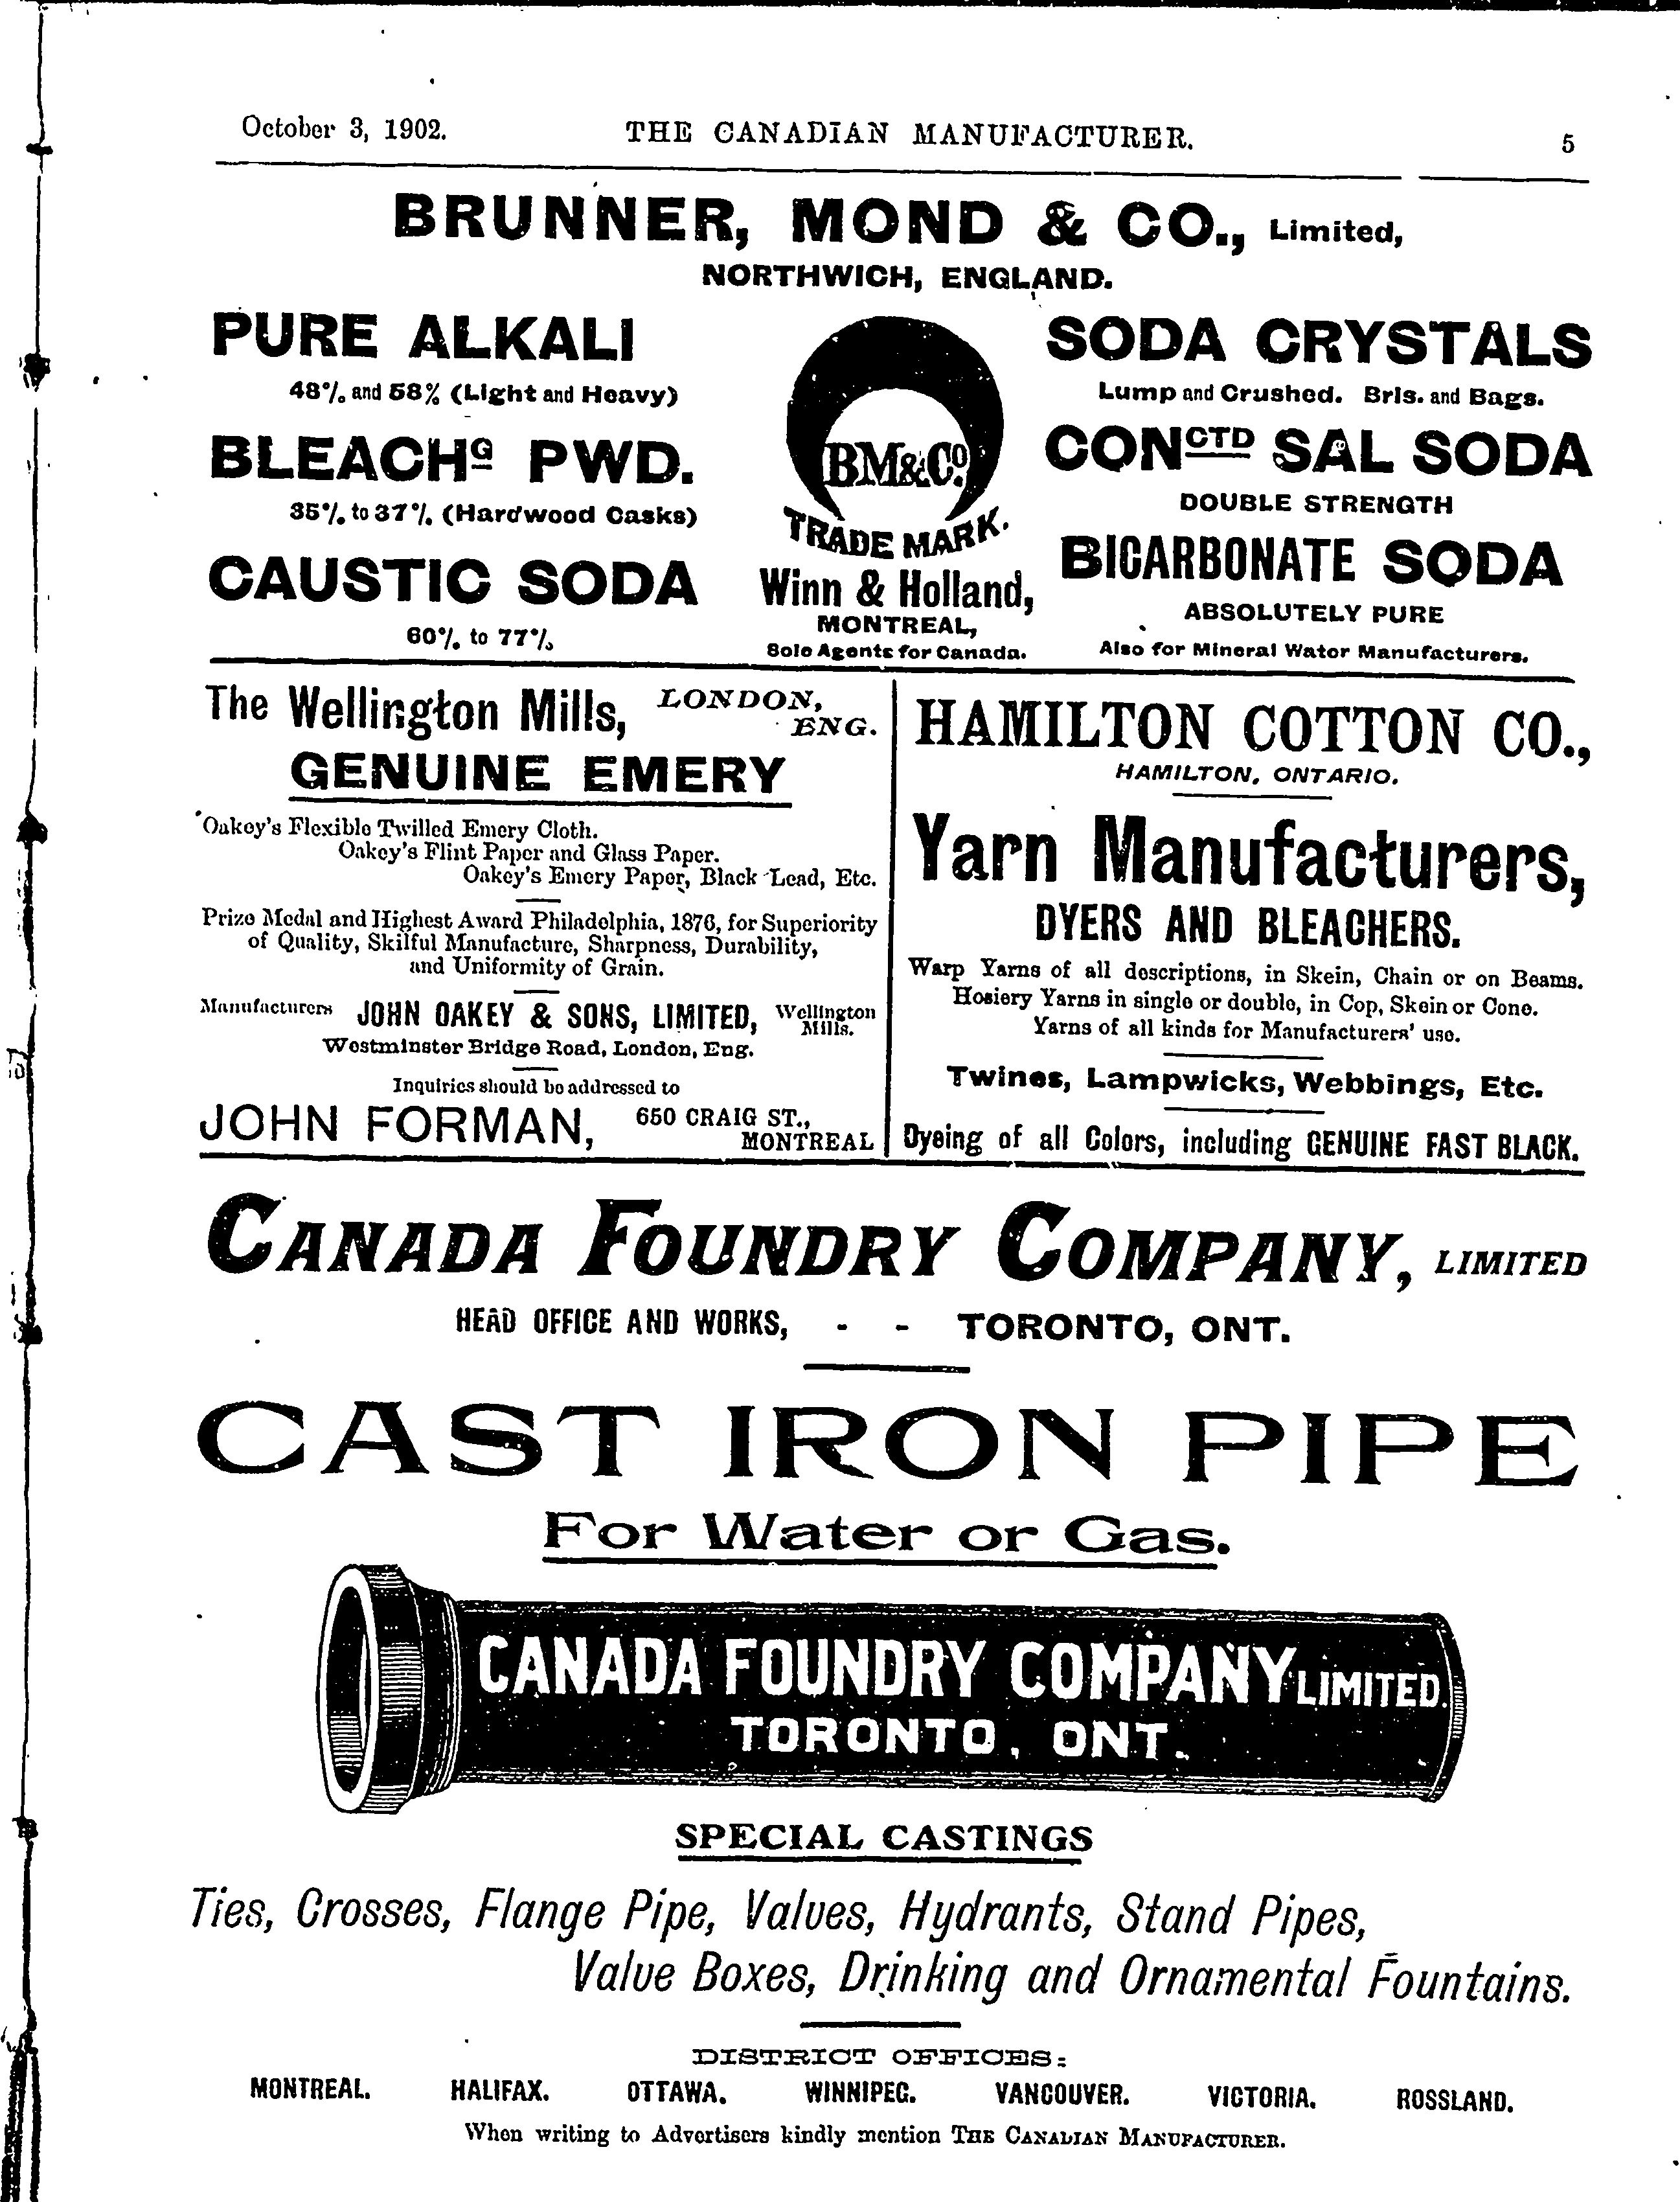 October 3, 1902. THE CANADIAN MANUFACTURER. 5
BRUNNER, MOND & CO., Limited,
NORTHWICH, ENGLAND.
PURE ALKALI
48% and 58% (Light and Heavy)
BLEACHG PWD.
35% to 37% (Hardwood Casks)
CAUSTIC SODA
60% to 77%
BM&Co.
TRADE MARK.
Winn & Holland,
MONTREAL,
Sole Agents for Canada.
SODA CRYSTALS
Lump and Crushed. Brls. and Bags.
CONCTD SAL SODA
DOUBLE STRENGTH
BICARBONATE SODA
ABSOLUTELY PURE
Also for Mineral Water Manufacturers.
The Wellington Mills, LONDON,
ENG.
GENUINE EMERY
Oakey's Flexible Twilled Emery Cloth.
Oakey's Flint Paper and Glass Paper.
Oakey's Emery Paper, Black Lead, Etc.
Prize Medal and Highest Award Philadelphia, 1876, for Superiority
of Quality, Skilful Manufacture, Sharpness, Durability,
and Uniformity of Grain.
Manufacturers JOHN OAKEY & SONS, LIMITED, Wellington
Mills.
Westminster Bridge Road, London, Eng.
Inquiries should be addressed to
JOHN FORMAN, 650 CRAIG ST.,
MONTREAL
HAMILTON COTTON CO.,
HAMILTON, ONTARIO.
Yarn Manufacturers,
DYERS AND BLEACHERS.
Warp Yarns of all descriptions, in Skein, Chain or on Beams.
Hosiery Yarns in single or double, in Cop, Skein or Cone.
Yarns of all kinds for Manufacturers' use.
Twines, Lampwicks, Webbings, Etc.
Dyeing of all Colors, including GENUINE FAST BLACK.
CANADA FOUNDRY COMPANY, LIMITED
HEAD OFFICE AND WORKS, - - TORONTO, ONT.
CAST IRON PIPE
For Water or Gas.
CANADA FOUNDRY COMPANY LIMITED.
TORONTO, ONT.
SPECIAL CASTINGS
Ties, Crosses, Flange Pipe, Valves, Hydrants, Stand Pipes,
Value Boxes, Drinking and Ornamental Fountains.
DISTRICT OFFICES:
MONTREAL. HALIFAX. OTTAWA. WINNIPEG. VANCOUVER. VICTORIA. ROSSLAND.
When writing to Advertisers kindly mention THE CANADIAN MANUFACTURER.